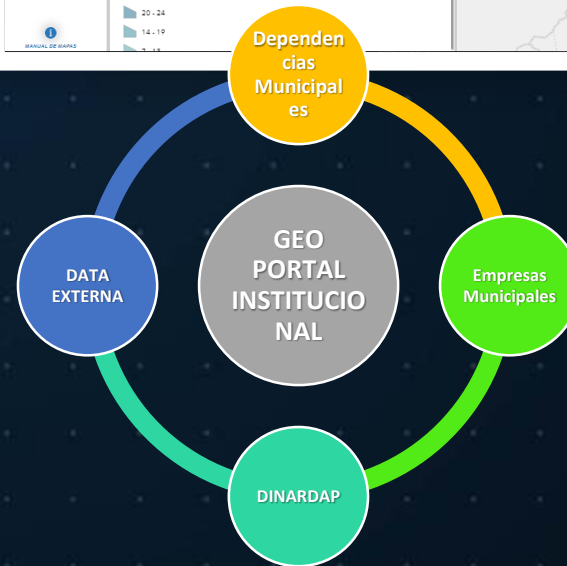 20 - 24
14 - 19
MANUAL DE MAPAS
Dependen
cias
Municipal
es
GEO
PORTAL
INSTITUCIO
NAL
DATA
EXTERNA
Empresas
Municipales
DINARDAP